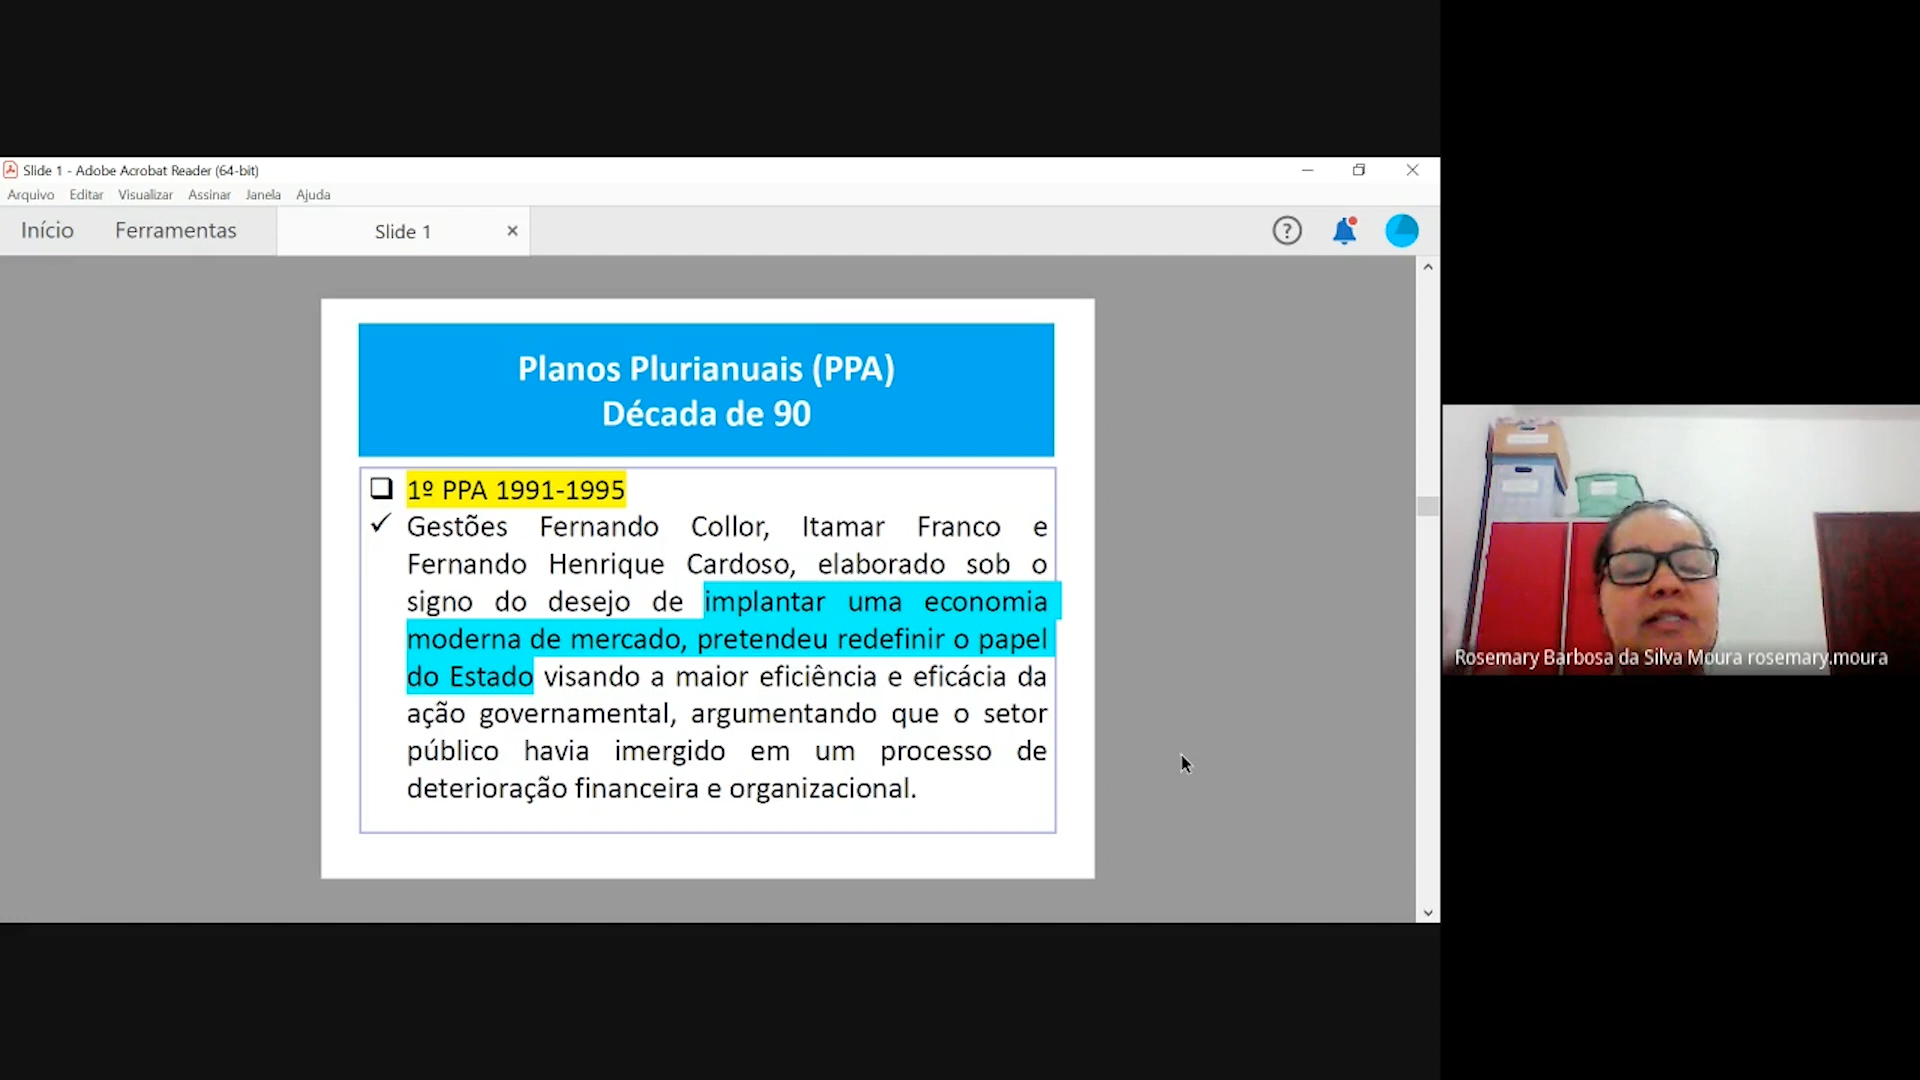 Slide 1 - Adobe Acrobat Reader (64-bit)
Arquivo Editar Visualizar Assinar Janela Ajuda
Início Ferramentas Slide 1
Planos Plurianuais (PPA)
Década de 90
1º PPA 1991-1995
Gestões Fernando Collor, Itamar Franco e
Fernando Henrique Cardoso, elaborado sob o
signo do desejo de implantar uma economia
moderna de mercado, pretendeu redefinir o papel
do Estado visando a maior eficiência e eficácia da
ação governamental, argumentando que o setor
público havia imergido em um processo de
deterioração financeira e organizacional.
Rosemary Barbosa da Silva Moura rosemary.moura